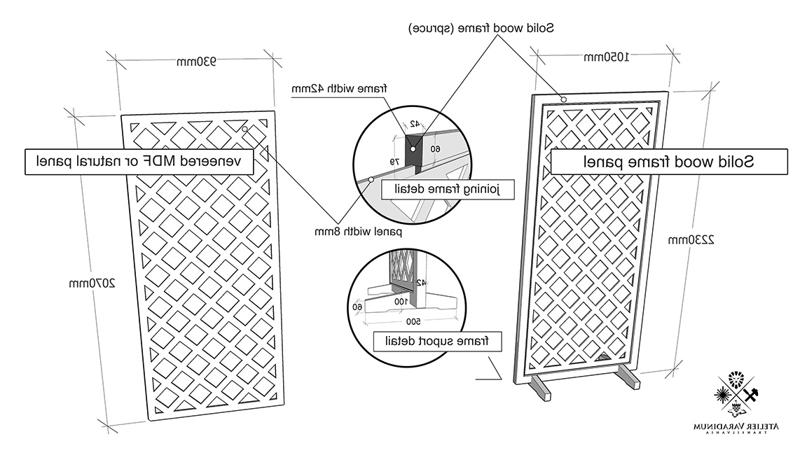 Solid wood frame (spruce)
930mm
1050mm
frame width 42mm
42
60
79
veneered MDF or natural panel
Solid wood frame panel
joining frame detail
panel width 8mm
2230mm
2070mm
42
60
100
500
frame suport detail
ATELIER VARADINUM
TRANSILVANIA